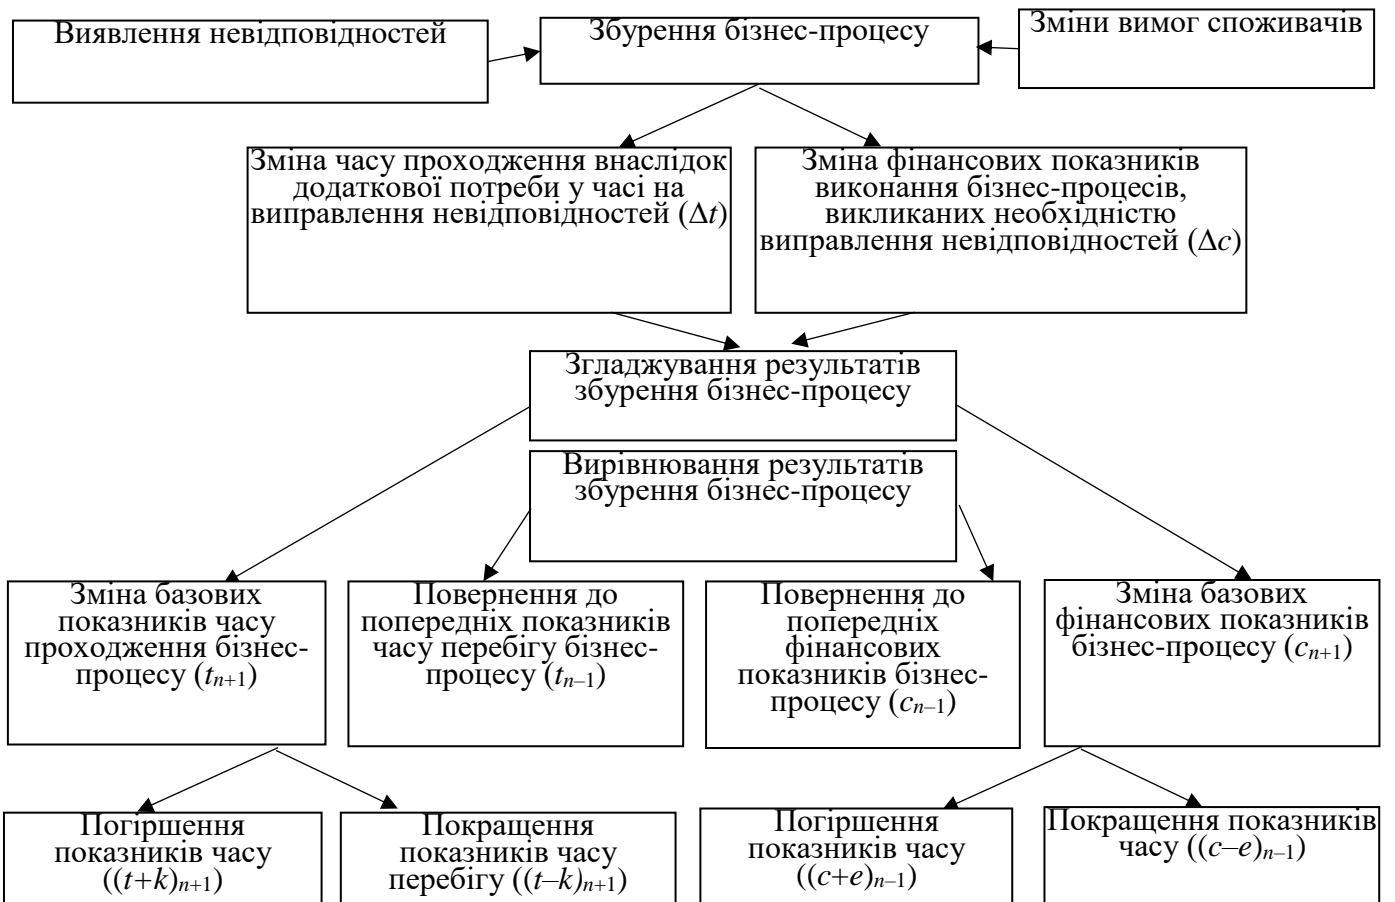 Виявлення невідповідностей
Збурення бізнес-процесу
Зміни вимог споживачів
Зміна часу проходження внаслідок
додаткової потреби у часі на
виправлення невідповідностей (Δt)
Зміна фінансових показників
виконання бізнес-процесів,
викликаних необхідністю
виправлення невідповідностей (Δc)
Згладжування результатів
збурення бізнес-процесу
Вирівнювання результатів
збурення бізнес-процесу
Зміна базових
показників часу
проходження бізнес-
процесу (tn+1)
Повернення до
попередніх показників
часу перебігу бізнес-
процесу (tn–1)
Повернення до
попередніх
фінансових
показників бізнес-
процесу (cn–1)
Зміна базових
фінансових показників
бізнес-процесу (cn+1)
Погіршення
показників часу
((t+k)n+1)
Покращення
показників часу
перебігу ((t–k)n+1)
Погіршення
показників часу
((c+e)n–1)
Покращення показників
часу ((c–e)n–1)